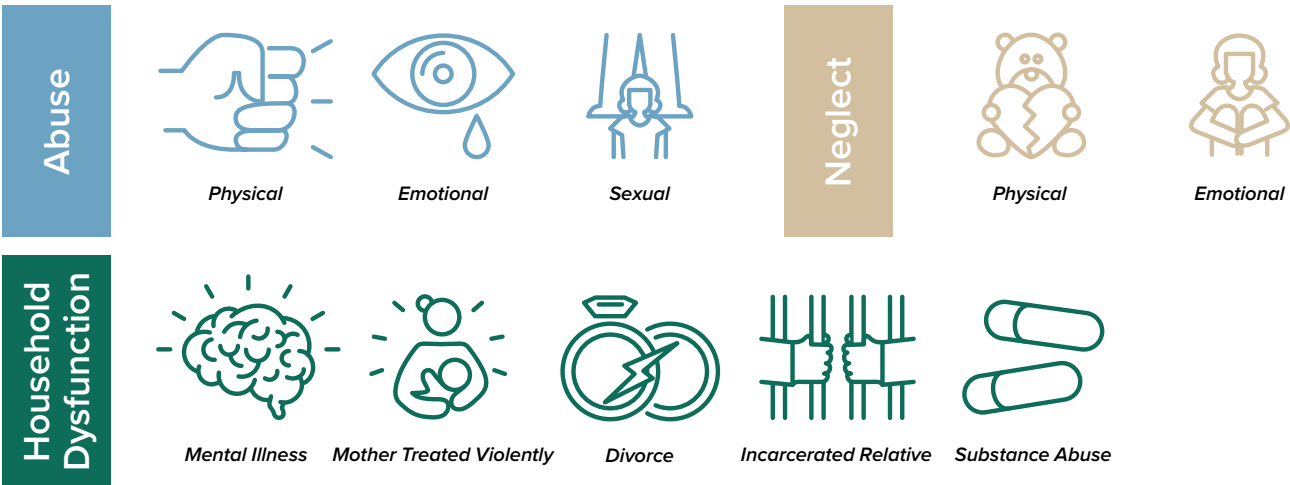 Abuse
Physical
Emotional
Sexual
Neglect
Physical
Emotional
Household
Dysfunction
Mental Illness
Mother Treated Violently
Divorce
Incarcerated Relative
Substance Abuse